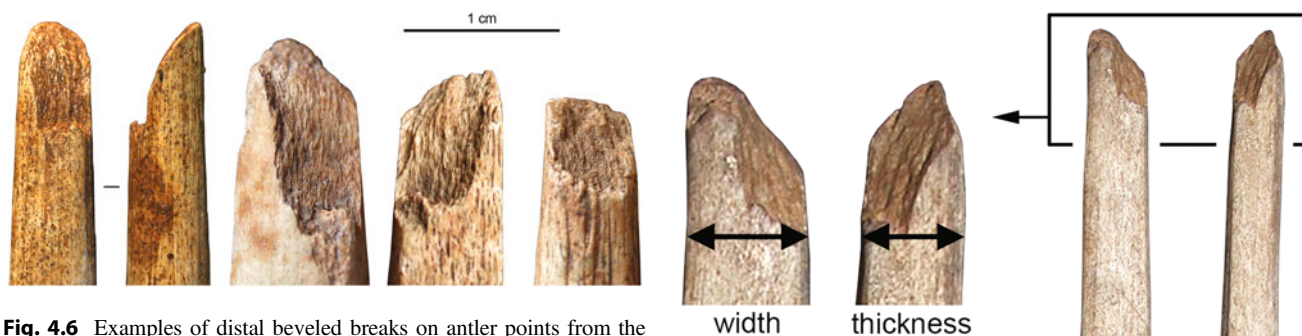 1 cm
width thickness
Fig. 4.6 Examples of distal beveled breaks on antler points from the